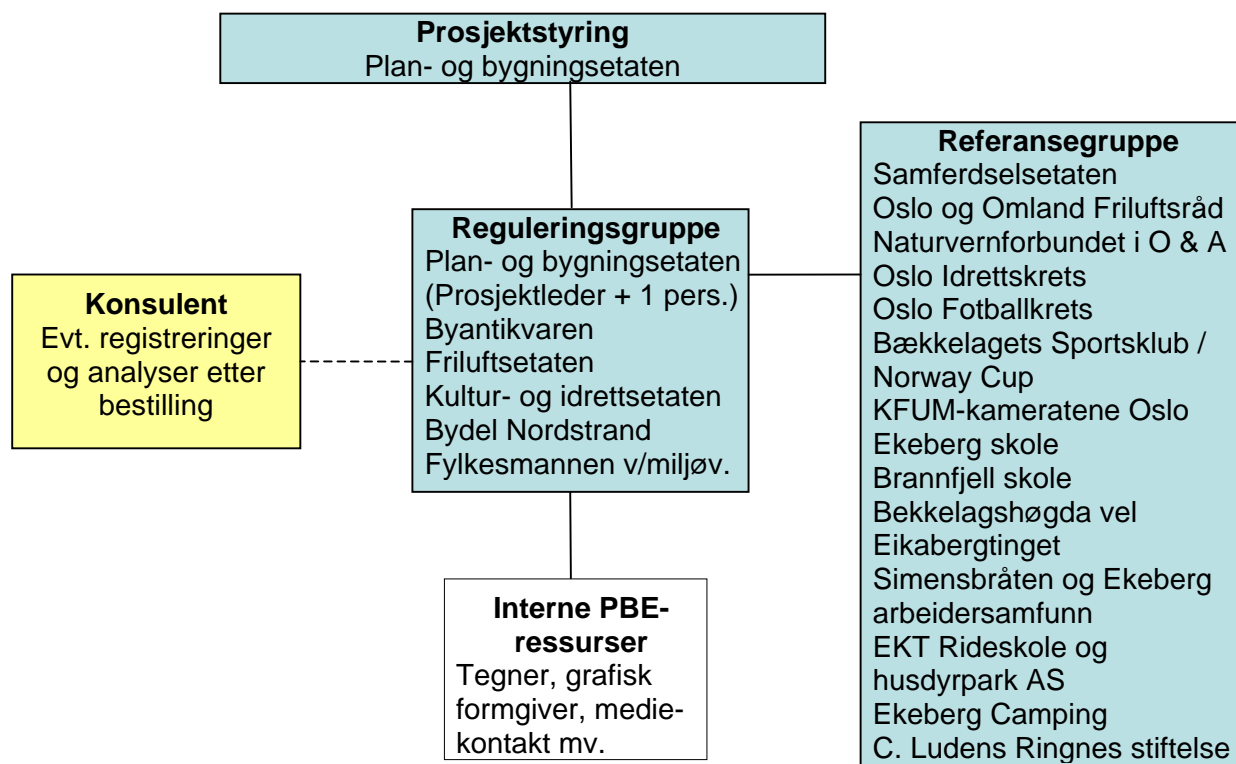 Prosjektstyring
Plan- og bygningsetaten
Referansegruppe
Samferdselsetaten
Oslo og Omland Friluftsråd
Naturvernforbundet i O & A
Oslo Idrettskrets
Oslo Fotballkrets
Bækkelagets Sportsklub /
Norway Cup
KFUM-kameratene Oslo
Ekeberg skole
Brannfjell skole
Bekkelagshøgda vel
Eikabergtinget
Simensbråten og Ekeberg
arbeidersamfunn
EKT Rideskole og
husdyrpark AS
Ekeberg Camping
C. Ludens Ringnes stiftelse
Reguleringsgruppe
Plan- og bygningsetaten
(Prosjektleder + 1 pers.)
Byantikvaren
Friluftsetaten
Kultur- og idrettsetaten
Bydel Nordstrand
Fylkesmannen v/miljøv.
Konsulent
Evt. registreringer
og analyser etter
bestilling
Interne PBE-
ressurser
Tegner, grafisk
formgiver, medie-
kontakt mv.